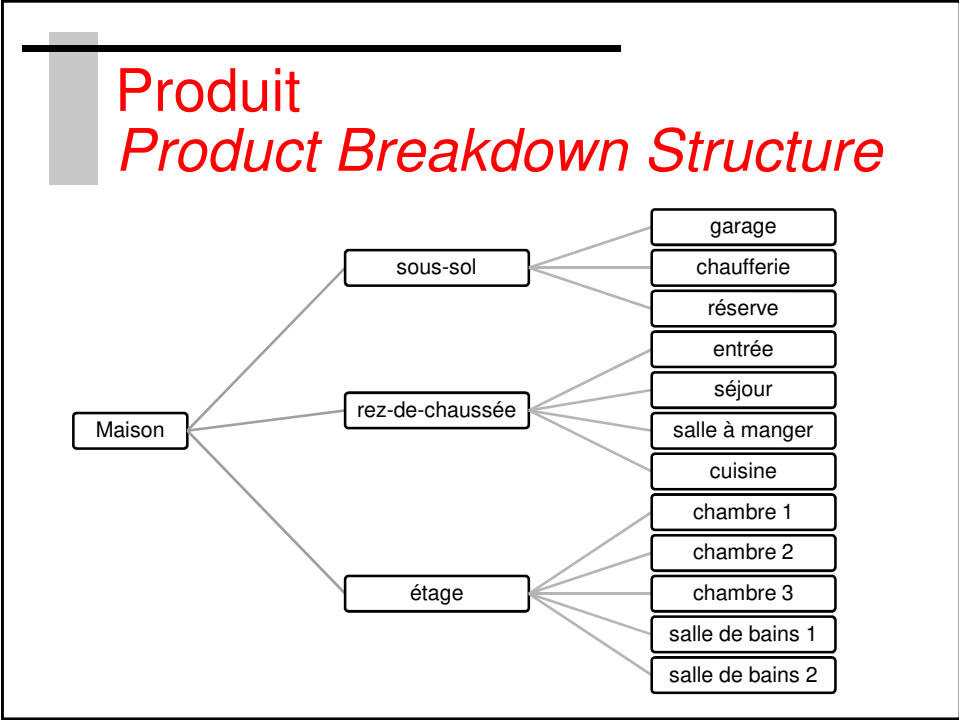 Produit
Product Breakdown Structure
garage
sous-sol
chaufferie
réserve
entrée
séjour
rez-de-chaussée
Maison
salle à manger
cuisine
chambre 1
chambre 2
étage
chambre 3
salle de bains 1
salle de bains 2